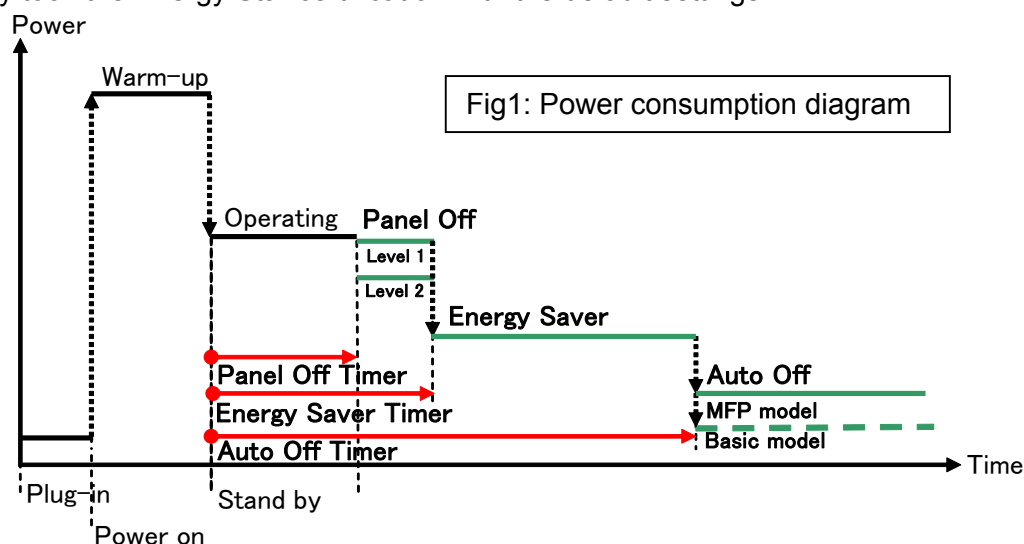 Power
Warm-up
Fig1: Power consumption diagram
Operating
Panel Off
Level 1
Level 2
Energy Saver
Panel Off Timer
Auto Off
Energy Saver Timer
MFP model
Basic model
Auto Off Timer
Time
Plug-in
Stand by
Power on